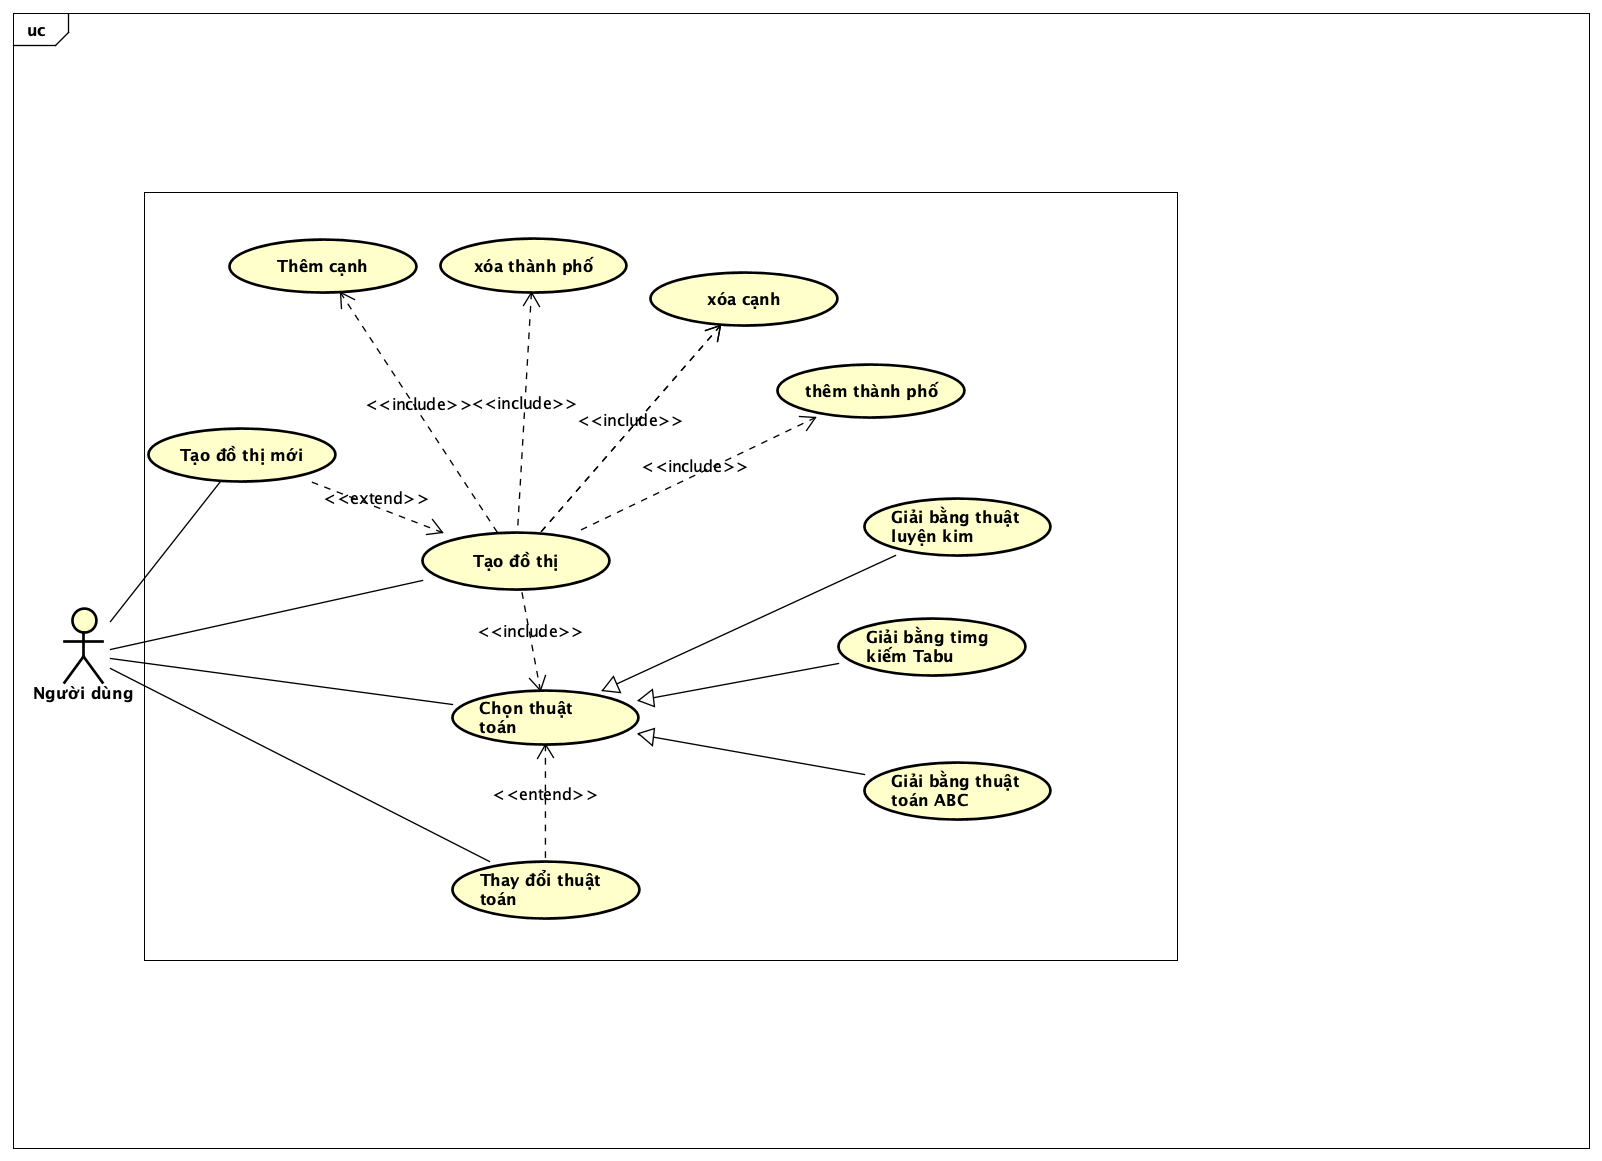 uc
Thêm cạnh
xóa thành phố
xóa cạnh
thêm thành phố
<<include>>
<<include>>
<<include>>
<<include>>
Tạo đồ thị mới
<<extend>>
Tạo đồ thị
Giải bằng thuật
luyện kim
<<include>>
Giải bằng timg
kiếm Tabu
Người dùng
Chọn thuật
toán
Giải bằng thuật
toán ABC
<<entend>>
Thay đổi thuật
toán